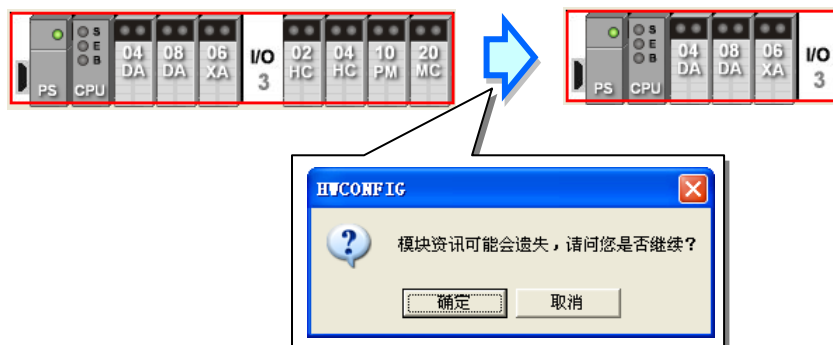 S
E
B
PS CPU
04 DA
08 DA
06 XA
I/O 3
02 HC
04 HC
10 PM
20 MC
S
E
B
PS CPU
04 DA
08 DA
06 XA
I/O 3
HWCONFIG
模块资讯可能会遗失，请问您是否继续?
确定
取消